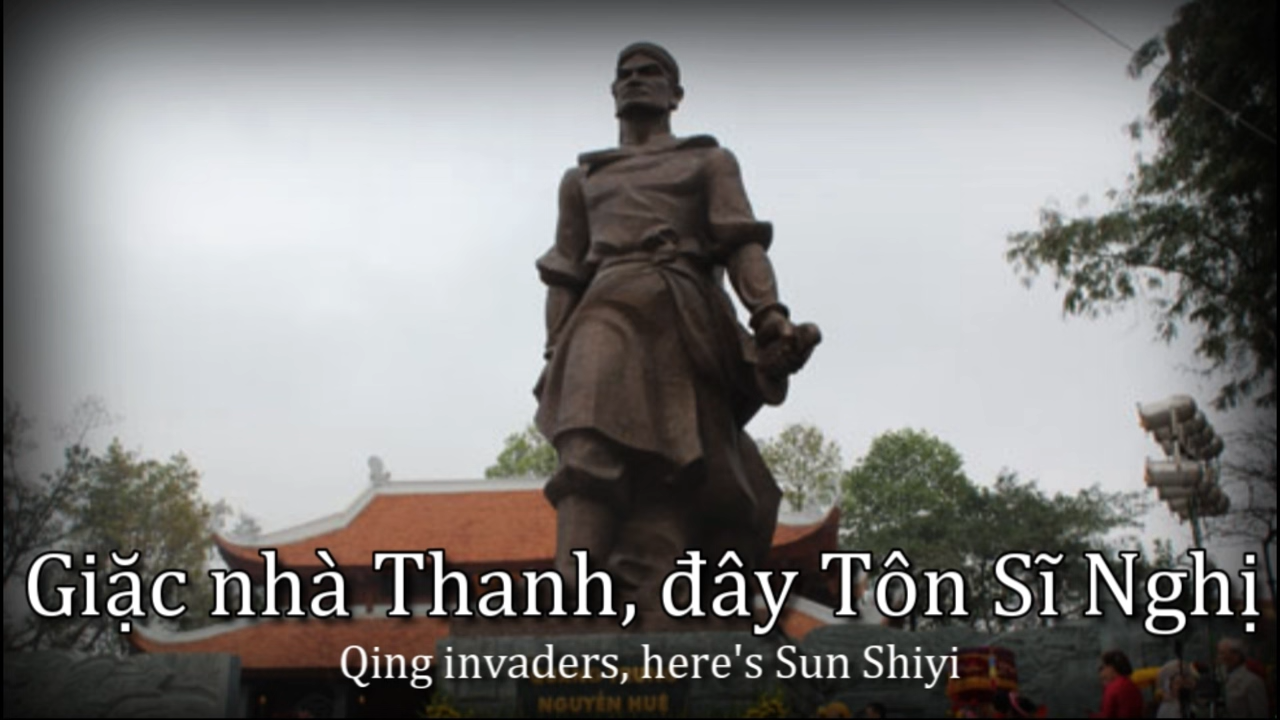 Giặc nhà Thanh, đây Tôn Sĩ Nghị
Qing invaders, here's Sun Shiyi
NGUYỄN HUỆ